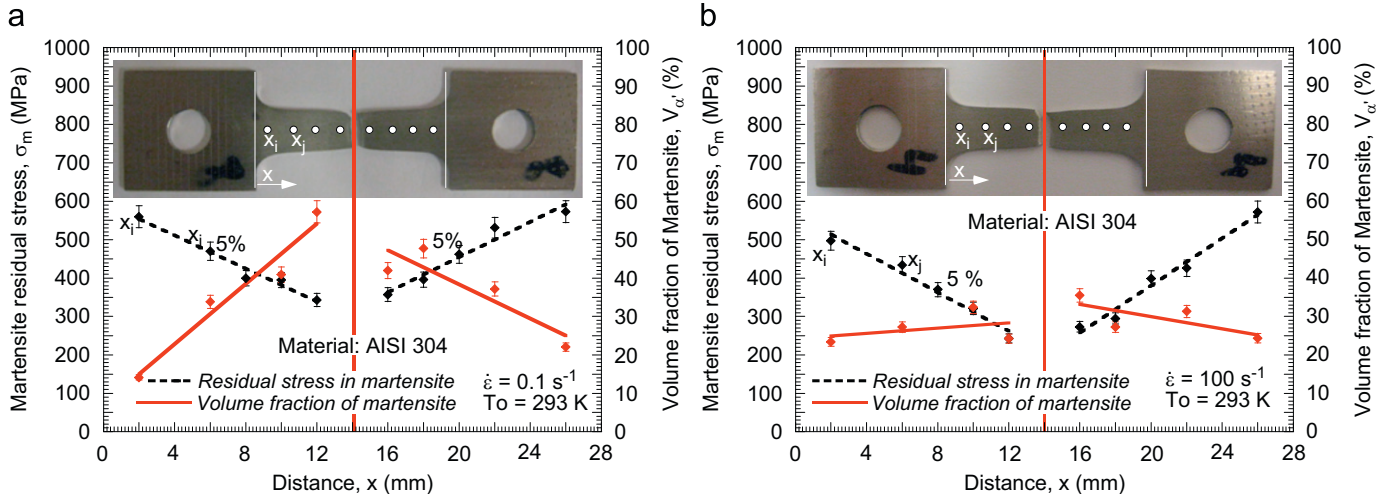 a
Martensite residual stress, σm (MPa)
1000
900
800
700
600
500
400
300
200
100
0
100
90
80
70
60
50
40
30
20
10
0
Volume fraction of Martensite, Vα' (%)
xi xj
x
xi
xi
5%
5%
Material: AISI 304
Residual stress in martensite
Volume fraction of martensite
ε̇ = 0.1 s⁻¹
To = 293 K
0 4 8 12 16 20 24 28
Distance, x (mm)
b
Martensite residual stress, σm (MPa)
1000
900
800
700
600
500
400
300
200
100
0
100
90
80
70
60
50
40
30
20
10
0
Volume fraction of Martensite, Vα' (%)
xi xj
x
Material: AISI 304
xi
xj
5 %
Residual stress in martensite
Volume fraction of martensite
ε̇ = 100 s⁻¹
To = 293 K
0 4 8 12 16 20 24 28
Distance, x (mm)